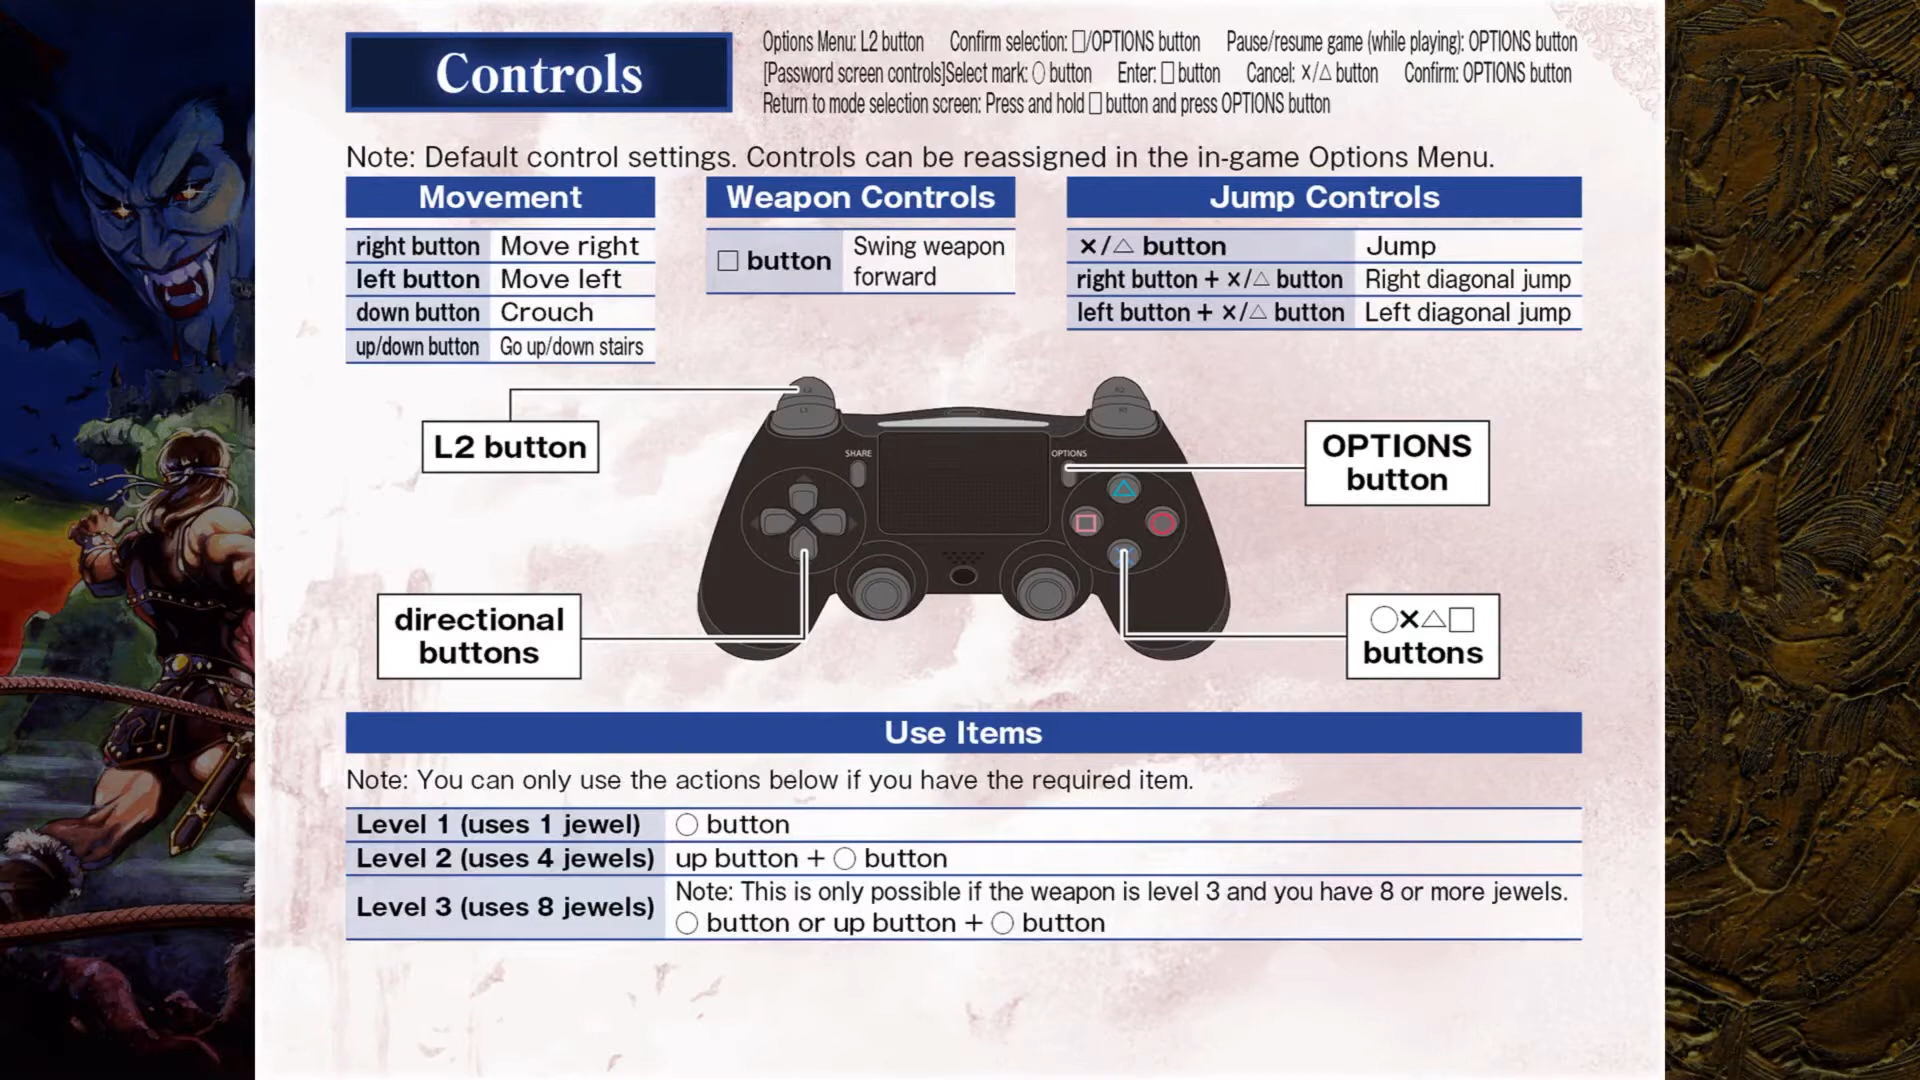 Controls
Options Menu: L2 button Confirm selection: □/OPTIONS button Pause/resume game (while playing): OPTIONS button
[Password screen controls]Select mark: ○ button Enter: □ button Cancel: ×/△ button Confirm: OPTIONS button
Return to mode selection screen: Press and hold □ button and press OPTIONS button
Note: Default control settings. Controls can be reassigned in the in-game Options Menu.
Movement
right button Move right
left button Move left
down button Crouch
up/down button Go up/down stairs
Weapon Controls
□ button Swing weapon
forward
Jump Controls
×/△ button Jump
right button + ×/△ button Right diagonal jump
left button + ×/△ button Left diagonal jump
L2
L1
R2
R1
SHARE
OPTIONS
L2 button
OPTIONS
button
directional
buttons
○×△□
buttons
Use Items
Note: You can only use the actions below if you have the required item.
Level 1 (uses 1 jewel) ○ button
Level 2 (uses 4 jewels) up button + ○ button
Level 3 (uses 8 jewels) Note: This is only possible if the weapon is level 3 and you have 8 or more jewels.
○ button or up button + ○ button